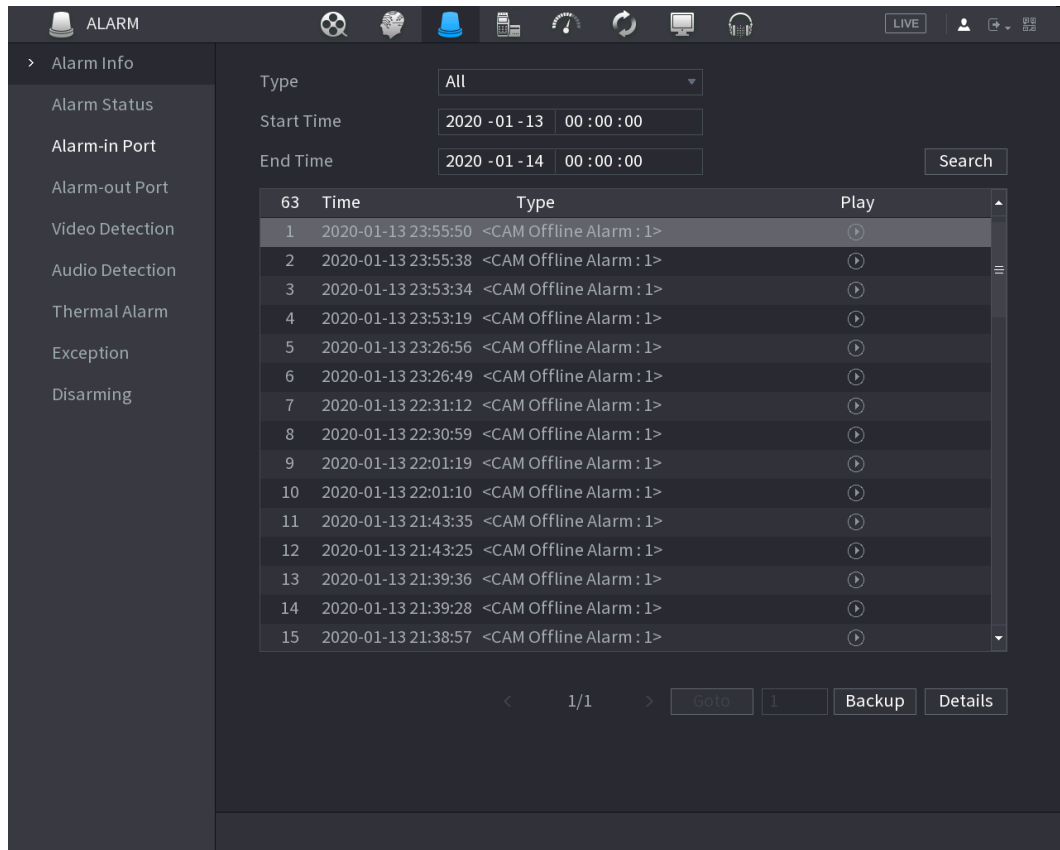 ALARM LIVE
Alarm Info
Alarm Status
Alarm-in Port
Alarm-out Port
Video Detection
Audio Detection
Thermal Alarm
Exception
Disarming
Type All
Start Time 2020 -01 -13 00 : 00 : 00
End Time 2020 -01 -14 00 : 00 : 00 Search
63 Time Type Play
1 2020-01-13 23:55:50 <CAM Offline Alarm : 1>
2 2020-01-13 23:55:38 <CAM Offline Alarm : 1>
3 2020-01-13 23:53:34 <CAM Offline Alarm : 1>
4 2020-01-13 23:53:19 <CAM Offline Alarm : 1>
5 2020-01-13 23:26:56 <CAM Offline Alarm : 1>
6 2020-01-13 23:26:49 <CAM Offline Alarm : 1>
7 2020-01-13 22:31:12 <CAM Offline Alarm : 1>
8 2020-01-13 22:30:59 <CAM Offline Alarm : 1>
9 2020-01-13 22:01:19 <CAM Offline Alarm : 1>
10 2020-01-13 22:01:10 <CAM Offline Alarm : 1>
11 2020-01-13 21:43:35 <CAM Offline Alarm : 1>
12 2020-01-13 21:43:25 <CAM Offline Alarm : 1>
13 2020-01-13 21:39:36 <CAM Offline Alarm : 1>
14 2020-01-13 21:39:28 <CAM Offline Alarm : 1>
15 2020-01-13 21:38:57 <CAM Offline Alarm : 1>
< 1/1 > Goto 1 Backup Details